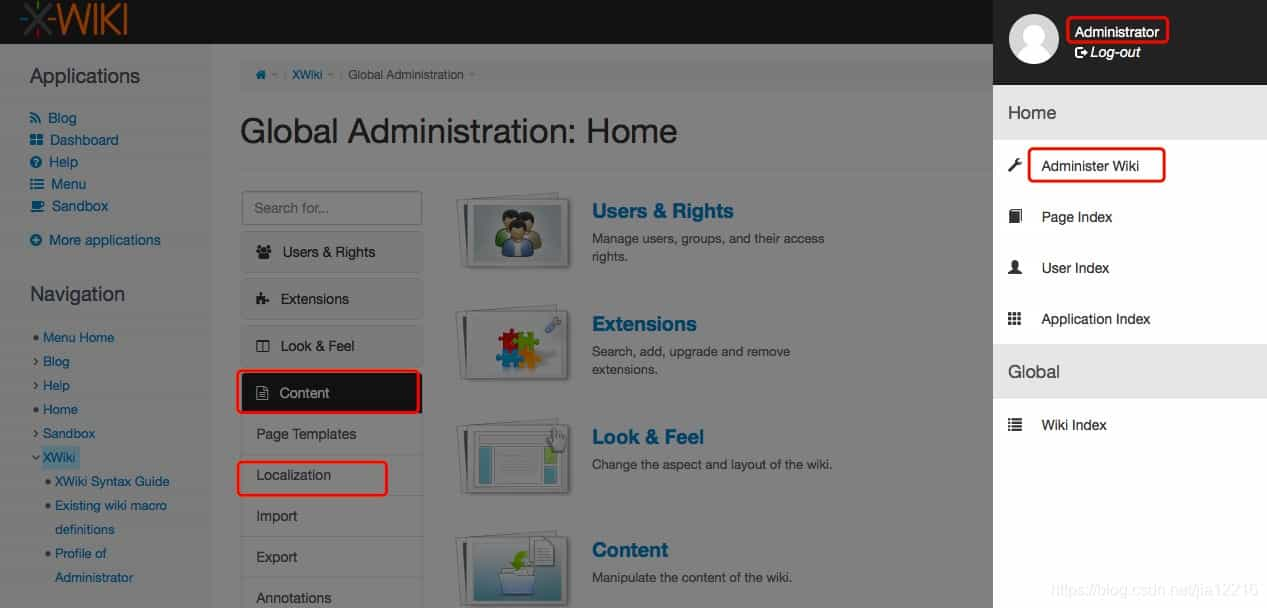 X-WIKI
Applications
Blog
Dashboard
Help
Menu
Sandbox
More applications
Navigation
Menu Home
Blog
Help
Home
Sandbox
XWiki
XWiki Syntax Guide
Existing wiki macro
definitions
Profile of
Administrator
XWiki
Global Administration
Global Administration: Home
Search for...
Users & Rights
Extensions
Look & Feel
Content
Page Templates
Localization
Import
Export
Annotations
Users & Rights
Manage users, groups, and their access
rights.
Extensions
Search, add, upgrade and remove
extensions.
Look & Feel
Change the aspect and layout of the wiki.
Content
Manipulate the content of the wiki.
Administrator
Log-out
Home
Administer Wiki
Page Index
User Index
Application Index
Global
Wiki Index
https://blog.csdn.net/jia12216